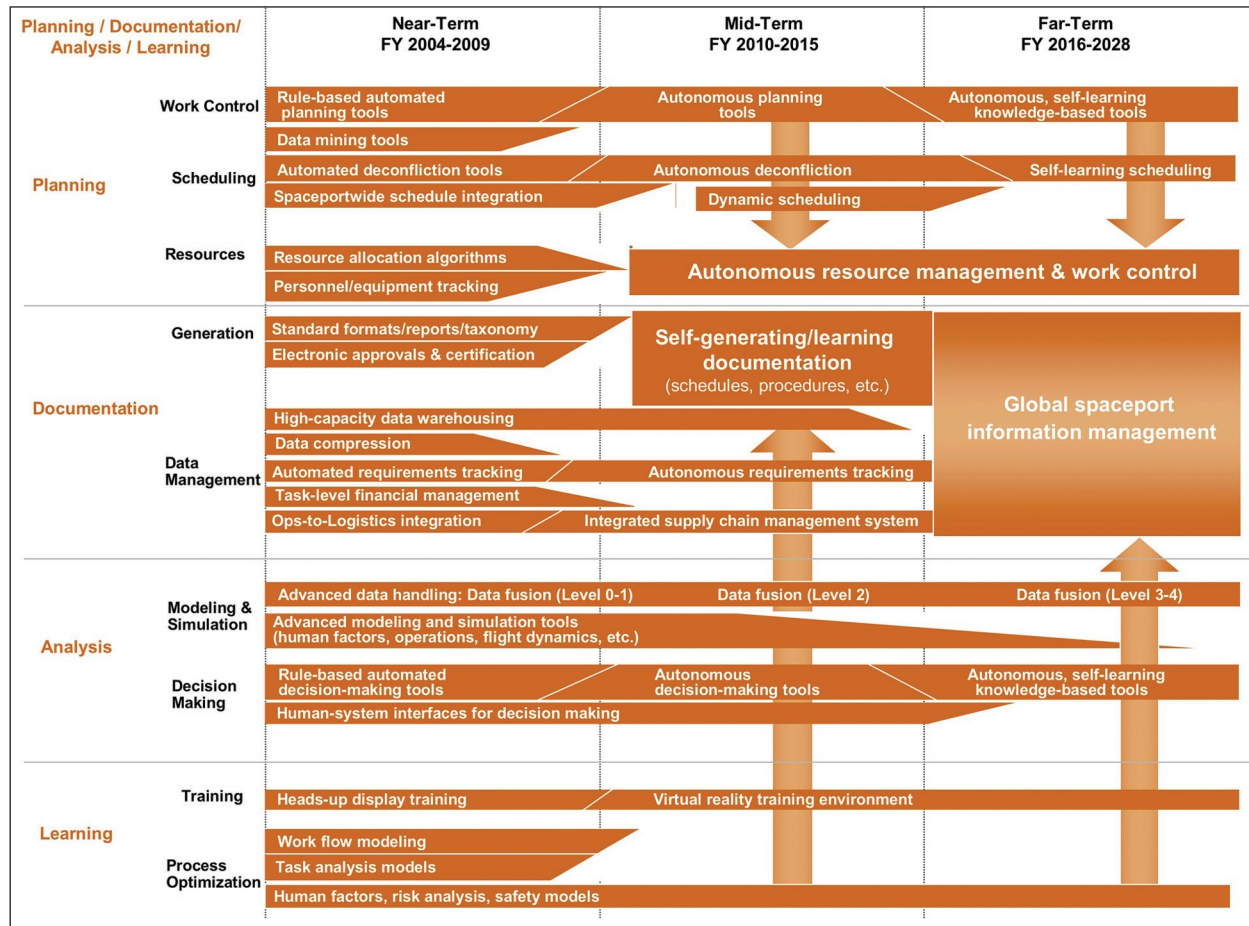 Planning / Documentation/
Analysis / Learning
Near-Term
FY 2004-2009
Mid-Term
FY 2010-2015
Far-Term
FY 2016-2028
Planning
Work Control
Rule-based automated
planning tools
Autonomous planning
tools
Autonomous, self-learning
knowledge-based tools
Data mining tools
Scheduling
Automated deconfliction tools
Autonomous deconfliction
Self-learning scheduling
Spaceportwide schedule integration
Dynamic scheduling
Resources
Resource allocation algorithms
Personnel/equipment tracking
Autonomous resource management & work control
Documentation
Generation
Standard formats/reports/taxonomy
Electronic approvals & certification
Self-generating/learning
documentation
(schedules, procedures, etc.)
Global spaceport
information management
High-capacity data warehousing
Data
Management
Data compression
Automated requirements tracking
Autonomous requirements tracking
Task-level financial management
Ops-to-Logistics integration
Integrated supply chain management system
Analysis
Modeling &
Simulation
Advanced data handling: Data fusion (Level 0-1)
Data fusion (Level 2)
Data fusion (Level 3-4)
Advanced modeling and simulation tools
(human factors, operations, flight dynamics, etc.)
Decision
Making
Rule-based automated
decision-making tools
Autonomous
decision-making tools
Autonomous, self-learning
knowledge-based tools
Human-system interfaces for decision making
Learning
Training
Heads-up display training
Virtual reality training environment
Process
Optimization
Work flow modeling
Task analysis models
Human factors, risk analysis, safety models